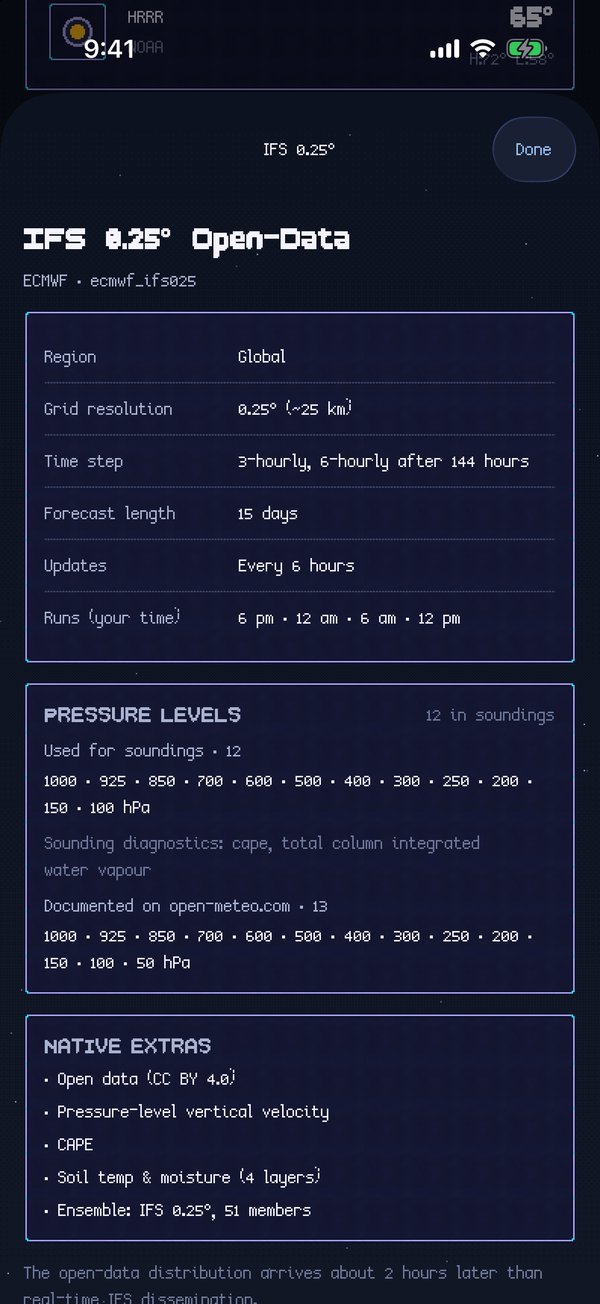 HRRR
65°
9:41
NOAA
H:72° L:58°
IFS 0.25°
Done
IFS 0.25° Open-Data
ECMWF · ecmwf_ifs025
Region Global
Grid resolution 0.25° (~25 km)
Time step 3-hourly, 6-hourly after 144 hours
Forecast length 15 days
Updates Every 6 hours
Runs (your time) 6 pm · 12 am · 6 am · 12 pm
PRESSURE LEVELS 12 in soundings
Used for soundings · 12
1000 · 925 · 850 · 700 · 600 · 500 · 400 · 300 · 250 · 200 ·
150 · 100 hPa
Sounding diagnostics: cape, total column integrated
water vapour
Documented on open-meteo.com · 13
1000 · 925 · 850 · 700 · 600 · 500 · 400 · 300 · 250 · 200 ·
150 · 100 · 50 hPa
NATIVE EXTRAS
· Open data (CC BY 4.0)
· Pressure-level vertical velocity
· CAPE
· Soil temp & moisture (4 layers)
· Ensemble: IFS 0.25°, 51 members
The open-data distribution arrives about 2 hours later than
real-time IFS dissemination.